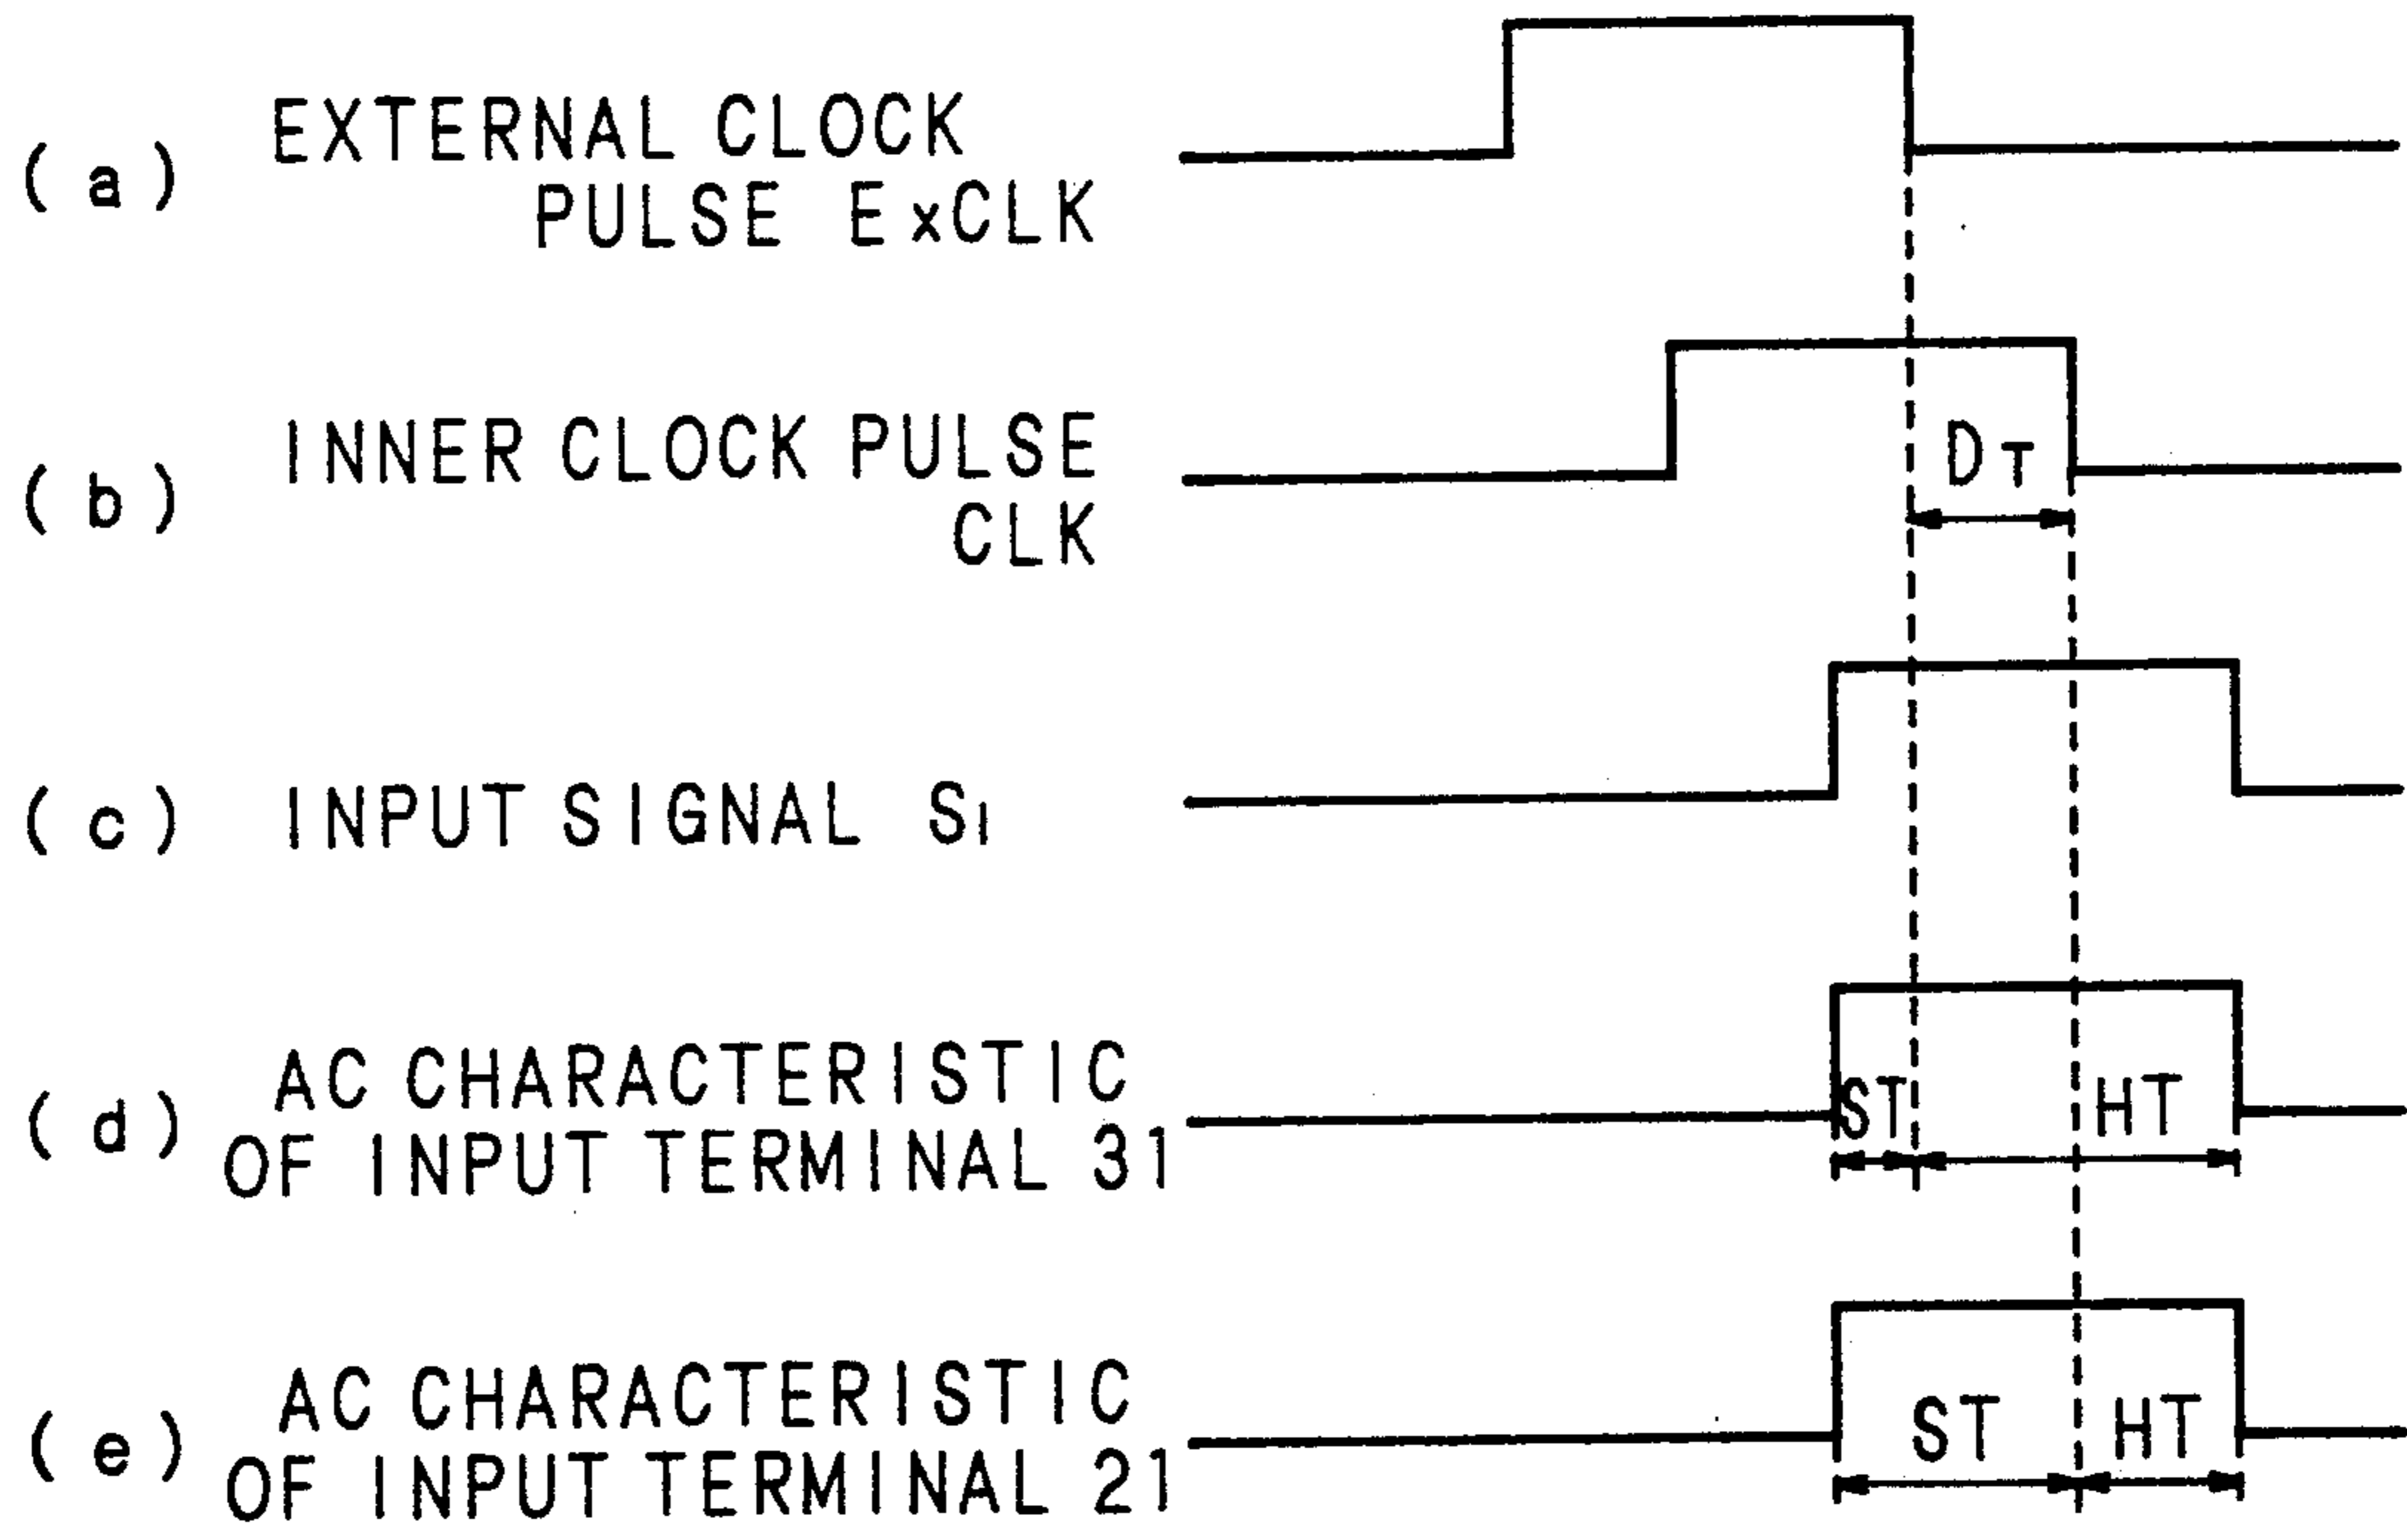 (a) EXTERNAL CLOCK
PULSE ExCLK
(b) INNER CLOCK PULSE
CLK
DT
(c) INPUT SIGNAL SI
(d) AC CHARACTERISTIC
OF INPUT TERMINAL 31
ST HT
(e) AC CHARACTERISTIC
OF INPUT TERMINAL 21
ST HT